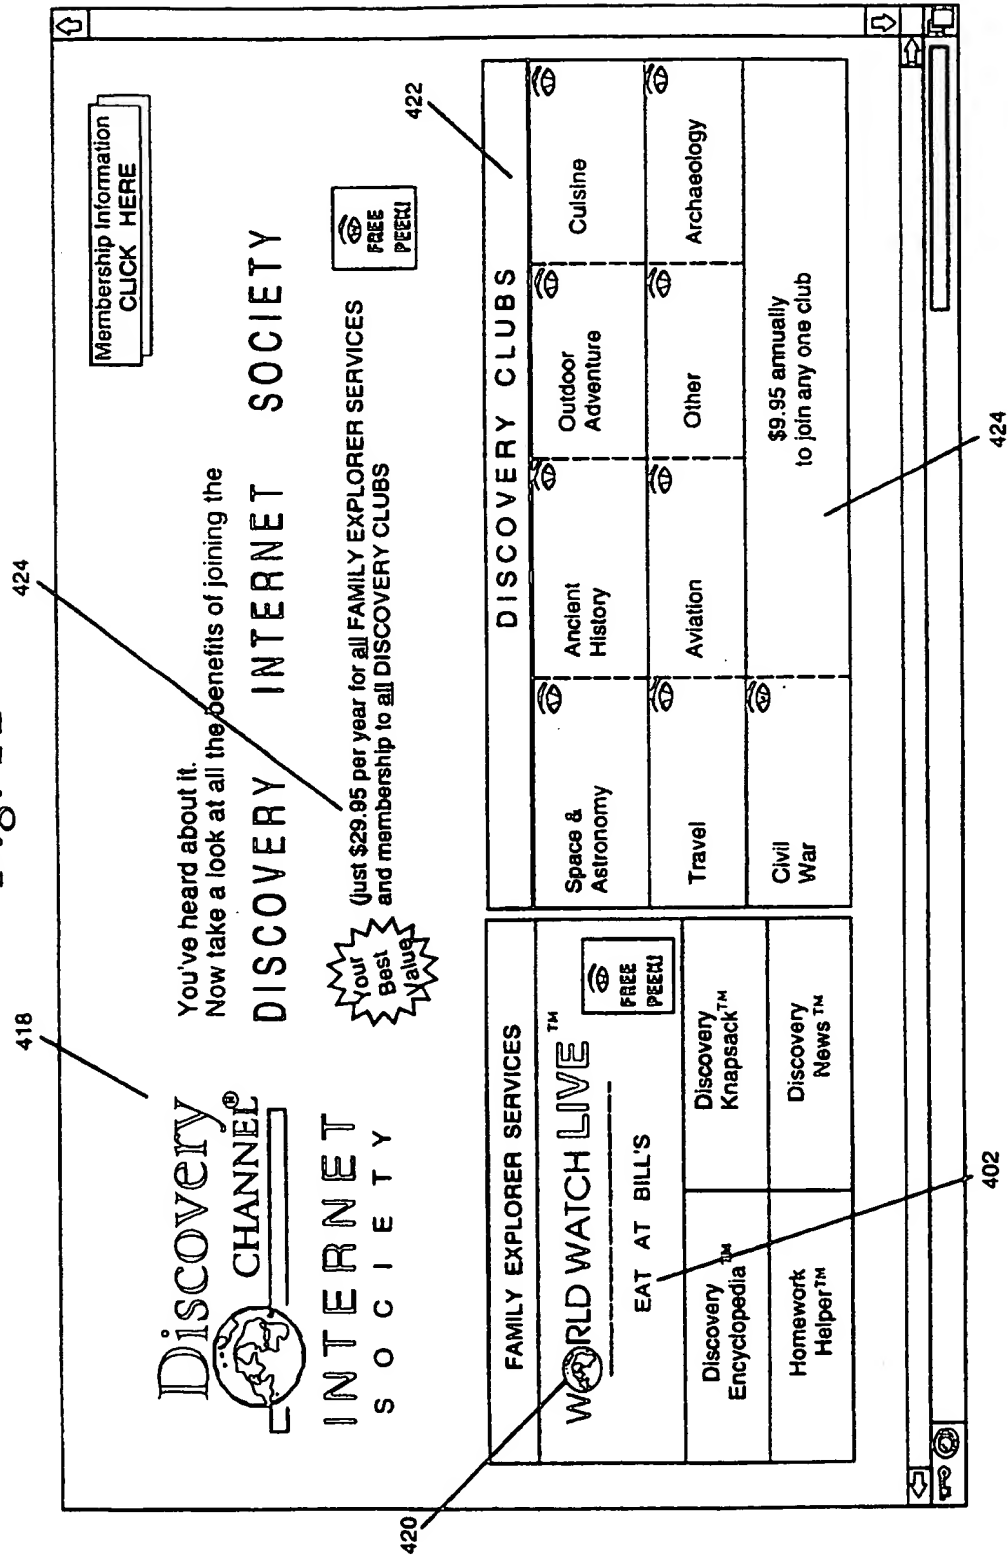 418
424
Discovery
CHANNEL®
INTERNET
SOCIETY
Membership Information
CLICK HERE
You've heard about it.
Now take a look at all the benefits of joining the
DISCOVERY INTERNET SOCIETY
Your
Best
Value
(just $29.95 per year for all FAMILY EXPLORER SERVICES
and membership to all DISCOVERY CLUBS
FREE
PEEK!
422
420
FAMILY EXPLORER SERVICES
WORLD WATCH LIVE™
EAT AT BILL'S
FREE
PEEK!
Discovery
Encyclopedia™
Discovery
Knapsack™
Homework
Helper™
Discovery
News™
DISCOVERY CLUBS
Space &
Astronomy
Ancient
History
Outdoor
Adventure
Cuisine
Travel
Aviation
Other
Archaeology
Civil
War
$9.95 annually
to join any one club
402
424